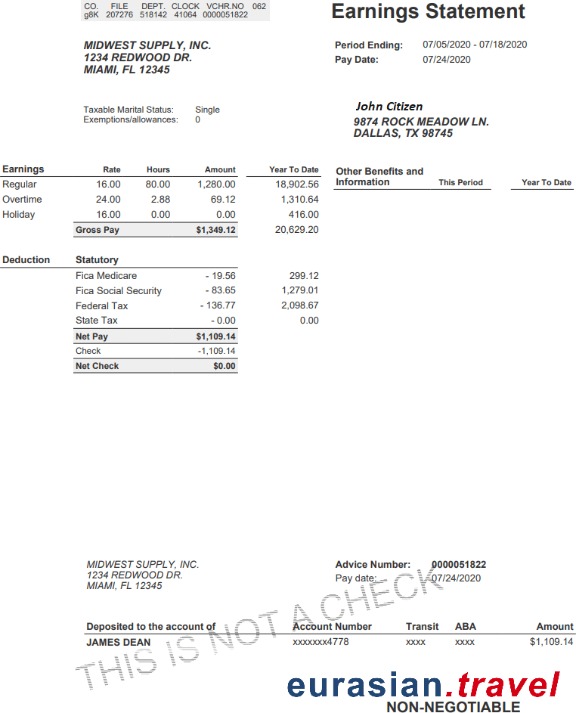 CO. FILE DEPT. CLOCK VCHR.NO 062
g8K 207276 518142 41064 0000051822
Earnings Statement
MIDWEST SUPPLY, INC.
1234 REDWOOD DR.
MIAMI, FL 12345
Period Ending: 07/05/2020 - 07/18/2020
Pay Date: 07/24/2020
Taxable Marital Status: Single
Exemptions/allowances: 0
John Citizen
9874 ROCK MEADOW LN.
DALLAS, TX 98745
Earnings Rate Hours Amount Year To Date
Regular 16.00 80.00 1,280.00 18,902.56
Overtime 24.00 2.88 69.12 1,310.64
Holiday 16.00 0.00 0.00 416.00
Gross Pay $1,349.12 20,629.20
Other Benefits and
Information This Period Year To Date
Deduction Statutory
Fica Medicare - 19.56 299.12
Fica Social Security - 83.65 1,279.01
Federal Tax - 136.77 2,098.67
State Tax - 0.00 0.00
Net Pay $1,109.14
Check -1,109.14
Net Check $0.00
MIDWEST SUPPLY, INC.
1234 REDWOOD DR.
MIAMI, FL 12345
Advice Number: 0000051822
Pay date: 07/24/2020
THIS IS NOT A CHECK
Deposited to the account of Account Number Transit ABA Amount
JAMES DEAN xxxxxxx4778 xxxx xxxx $1,109.14
eurasian.travel
NON-NEGOTIABLE